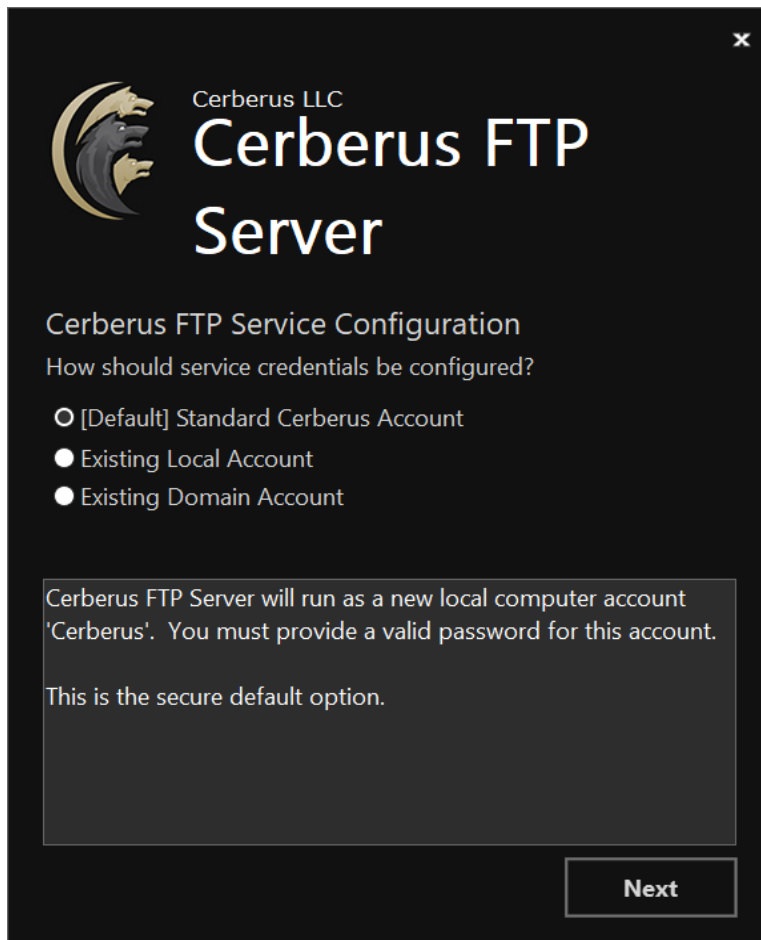 x
Cerberus LLC
Cerberus FTP
Server
Cerberus FTP Service Configuration
How should service credentials be configured?
[Default] Standard Cerberus Account
Existing Local Account
Existing Domain Account
Cerberus FTP Server will run as a new local computer account
'Cerberus'.  You must provide a valid password for this account.
This is the secure default option.
Next